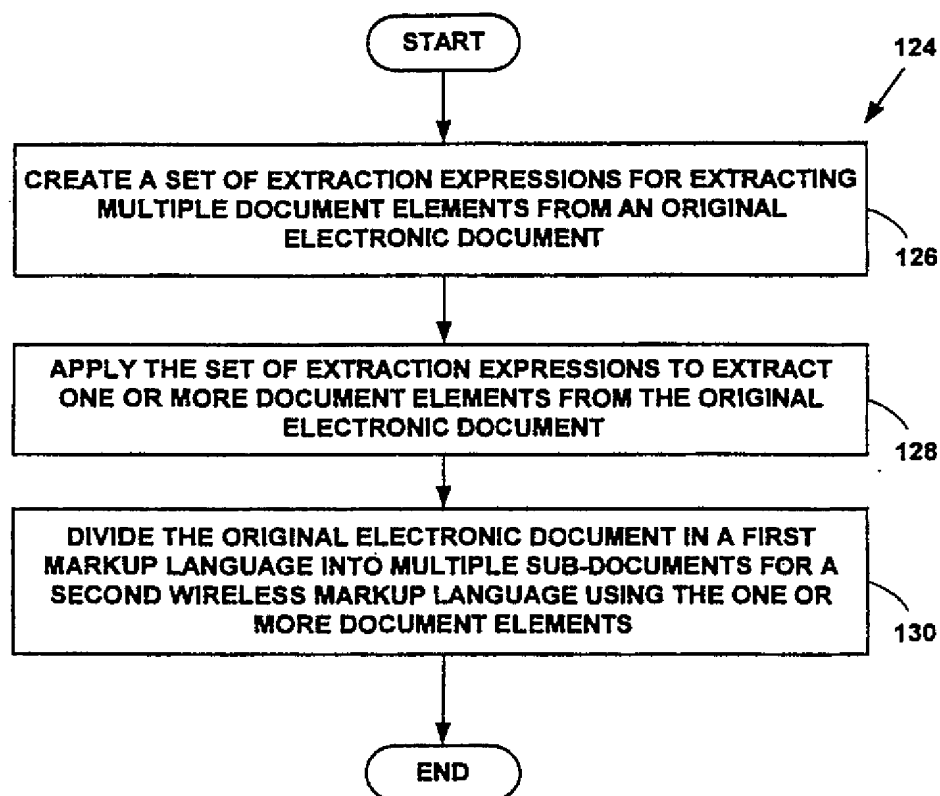 START
124
CREATE A SET OF EXTRACTION EXPRESSIONS FOR EXTRACTING
MULTIPLE DOCUMENT ELEMENTS FROM AN ORIGINAL
ELECTRONIC DOCUMENT
126
APPLY THE SET OF EXTRACTION EXPRESSIONS TO EXTRACT
ONE OR MORE DOCUMENT ELEMENTS FROM THE ORIGINAL
ELECTRONIC DOCUMENT
128
DIVIDE THE ORIGINAL ELECTRONIC DOCUMENT IN A FIRST
MARKUP LANGUAGE INTO MULTIPLE SUB-DOCUMENTS FOR A
SECOND WIRELESS MARKUP LANGUAGE USING THE ONE OR
MORE DOCUMENT ELEMENTS
130
END